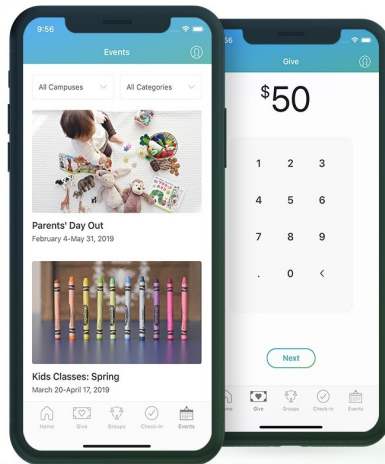 9:56
Events
All Campuses
All Categories
Parents' Day Out
February 4-May 31, 2019
Kids Classes: Spring
March 20-April 17, 2019
Home
Give
Groups
Check-in
Events
56
Give
$50
1 2 3
4 5 6
7 8 9
. 0 <
Next
me
Give
Groups
Check-in
Events